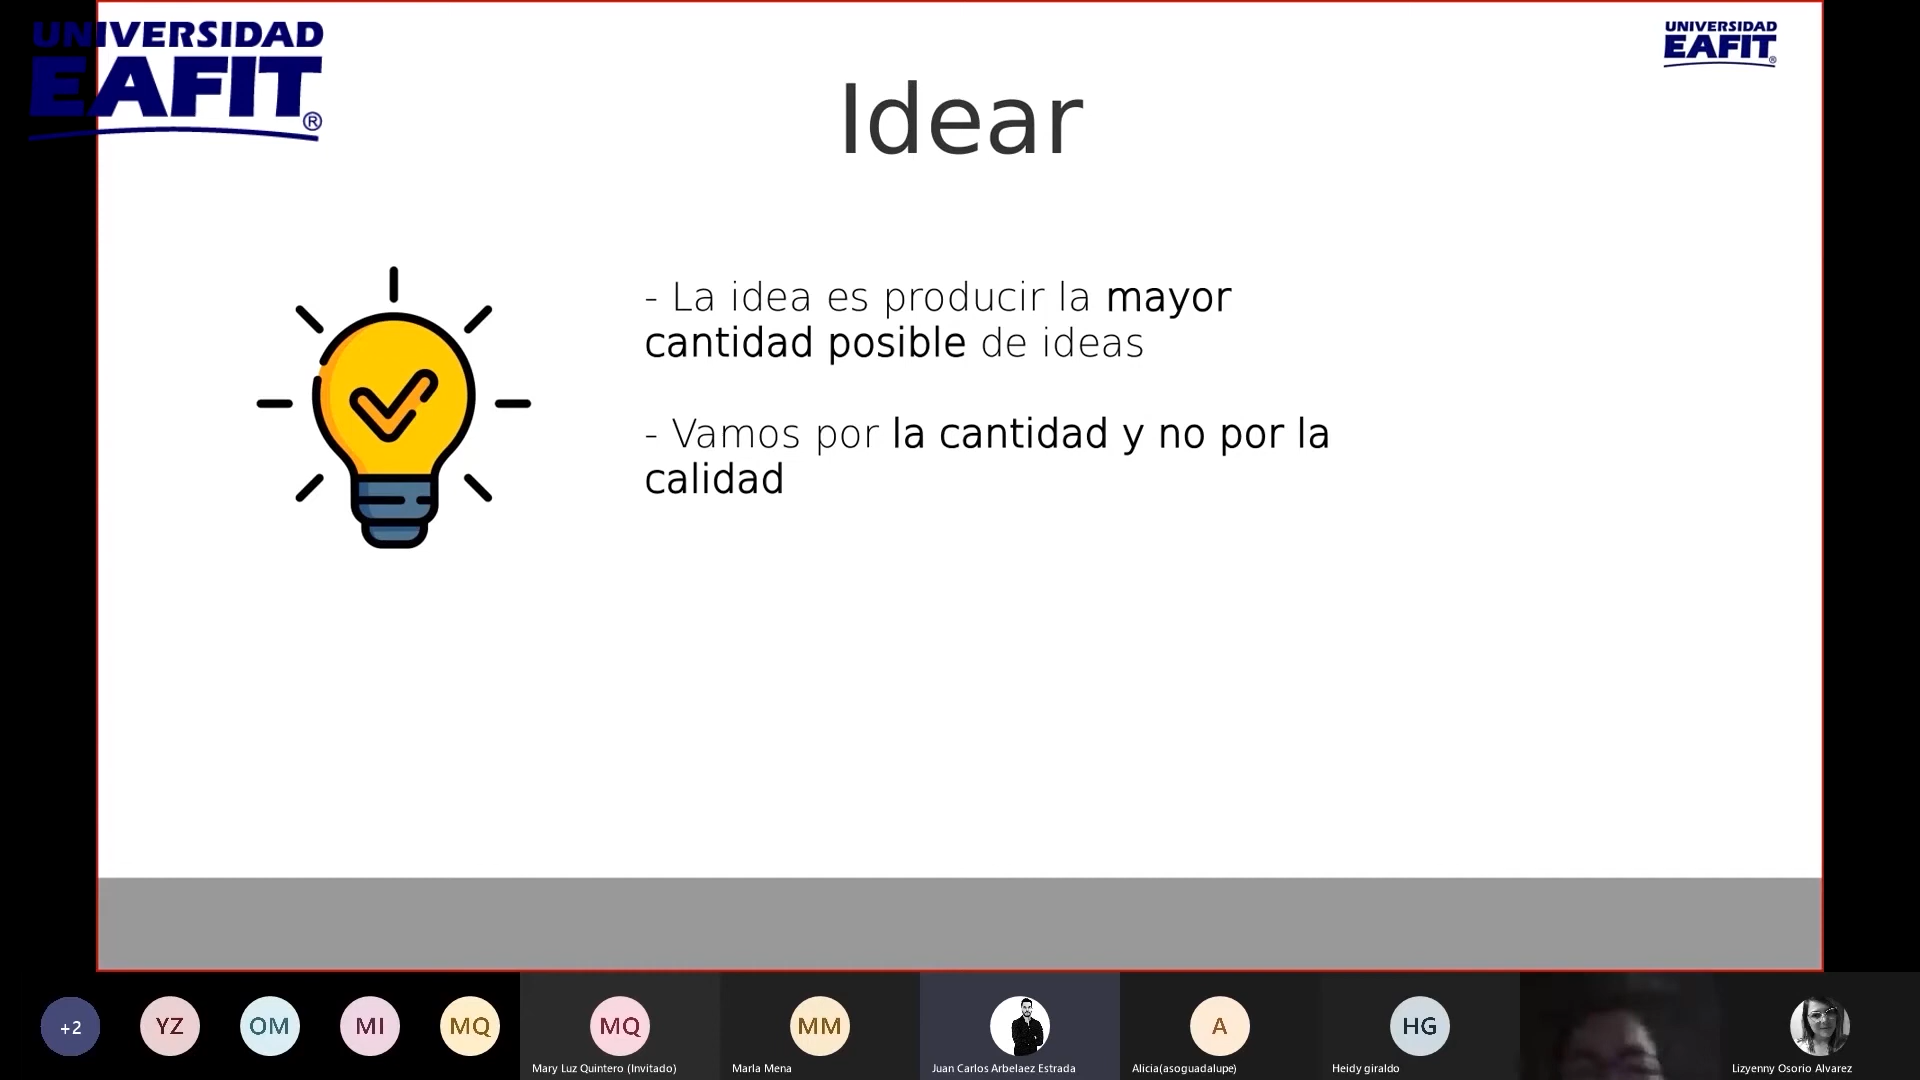 UNIVERSIDAD
EAFIT®
UNIVERSIDAD
EAFIT®
Idear
- La idea es producir la mayor
cantidad posible de ideas
- Vamos por la cantidad y no por la
calidad
+2
YZ
OM
MI
MQ
MQ
MM
A
HG
Mary Luz Quintero (Invitado)
Marla Mena
Juan Carlos Arbelaez Estrada
Alicia(asoguadalupe)
Heidy giraldo
Lizyenny Osorio Alvarez